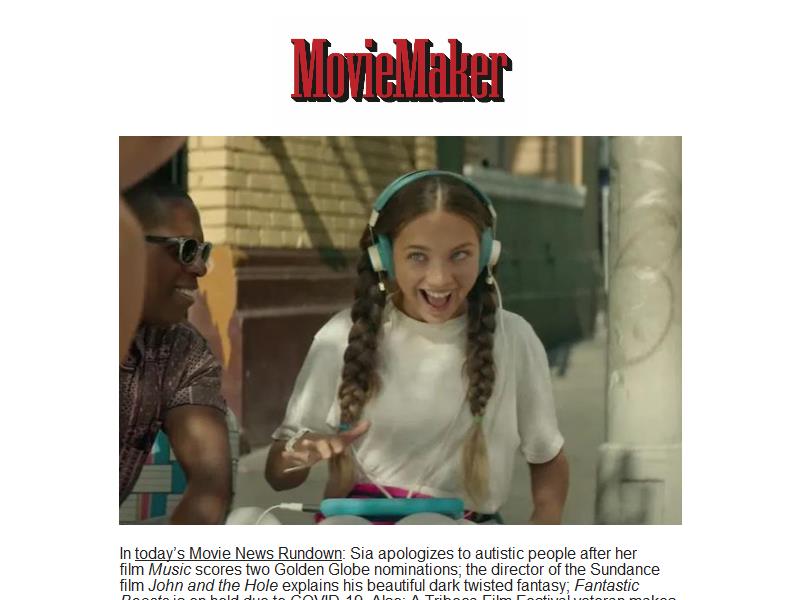 MovieMaker
In today's Movie News Rundown: Sia apologizes to autistic people after her
film Music scores two Golden Globe nominations; the director of the Sundance
film John and the Hole explains his beautiful dark twisted fantasy; Fantastic
Beasts is on hold due to COVID-19. Also: A Tribeca Film Festival veteran makes